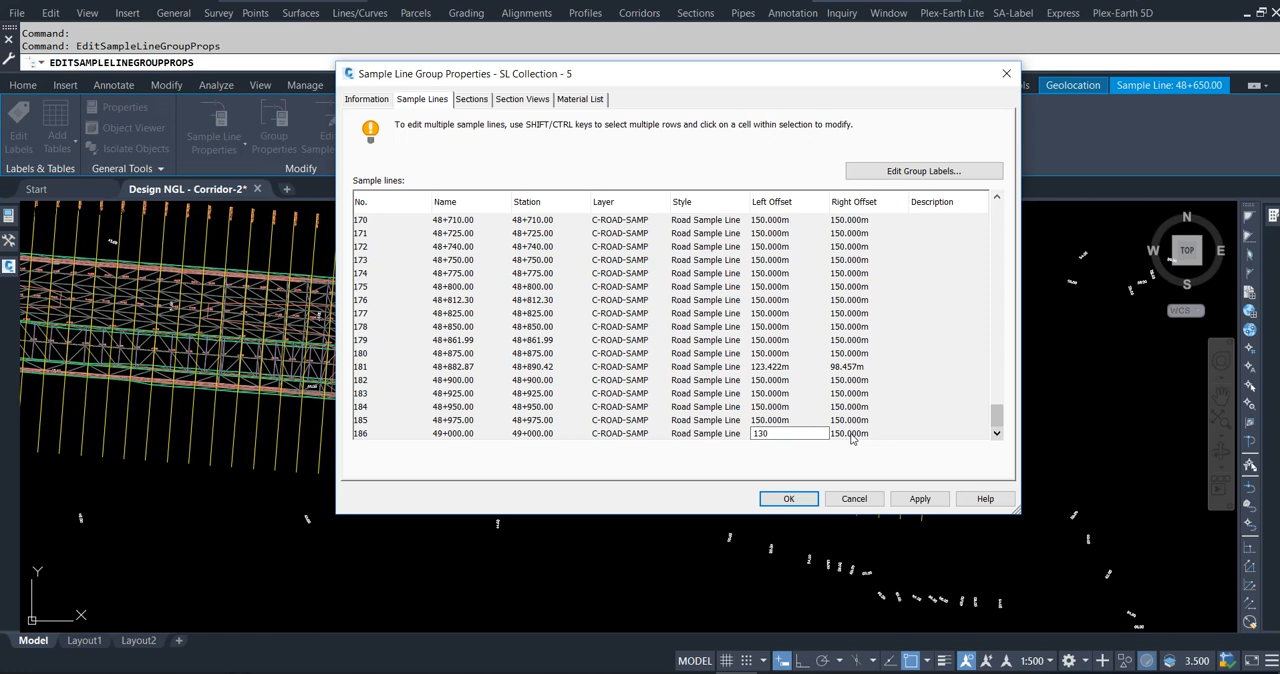 File Edit View Insert General Survey Points Surfaces Lines/Curves Parcels Grading Alignments Profiles Corridors Sections Pipes Annotation Inquiry Window Plex-Earth Lite SA-Label Express Plex-Earth 5D
Command:
Command: EditSampleLineGroupProps
EDITSAMPLELINEGROUPPROPS
Sample Line Group Properties - SL Collection - 5
Home Insert Annotate Modify Analyze View Manage
Geolocation Sample Line: 48+650.00
Information Sample Lines Sections Section Views Material List
To edit multiple sample lines, use SHIFT/CTRL keys to select multiple rows and click on a cell within selection to modify.
Edit Labels
Add Tables
Properties
Object Viewer
Isolate Objects
Sample Line Properties
Group Properties
Edit
Labels & Tables General Tools Modify
Edit Group Labels...
Sample lines:
Start Design NGL - Corridor-2*
No. Name Station Layer Style Left Offset Right Offset Description
170 48+710.00 48+710.00 C-ROAD-SAMP Road Sample Line 150.000m 150.000m
171 48+725.00 48+725.00 C-ROAD-SAMP Road Sample Line 150.000m 150.000m
172 48+740.00 48+740.00 C-ROAD-SAMP Road Sample Line 150.000m 150.000m
173 48+750.00 48+750.00 C-ROAD-SAMP Road Sample Line 150.000m 150.000m
174 48+775.00 48+775.00 C-ROAD-SAMP Road Sample Line 150.000m 150.000m
175 48+800.00 48+800.00 C-ROAD-SAMP Road Sample Line 150.000m 150.000m
176 48+812.30 48+812.30 C-ROAD-SAMP Road Sample Line 150.000m 150.000m
177 48+825.00 48+825.00 C-ROAD-SAMP Road Sample Line 150.000m 150.000m
178 48+850.00 48+850.00 C-ROAD-SAMP Road Sample Line 150.000m 150.000m
179 48+861.99 48+861.99 C-ROAD-SAMP Road Sample Line 150.000m 150.000m
180 48+875.00 48+875.00 C-ROAD-SAMP Road Sample Line 150.000m 150.000m
181 48+882.87 48+890.42 C-ROAD-SAMP Road Sample Line 123.422m 98.457m
182 48+900.00 48+900.00 C-ROAD-SAMP Road Sample Line 150.000m 150.000m
183 48+925.00 48+925.00 C-ROAD-SAMP Road Sample Line 150.000m 150.000m
184 48+950.00 48+950.00 C-ROAD-SAMP Road Sample Line 150.000m 150.000m
185 48+975.00 48+975.00 C-ROAD-SAMP Road Sample Line 150.000m 150.000m
186 49+000.00 49+000.00 C-ROAD-SAMP Road Sample Line 130 150.000m
OK Cancel Apply Help
N
W TOP E
S
WCS
Y
X
Model Layout1 Layout2
MODEL 1:500 3.500